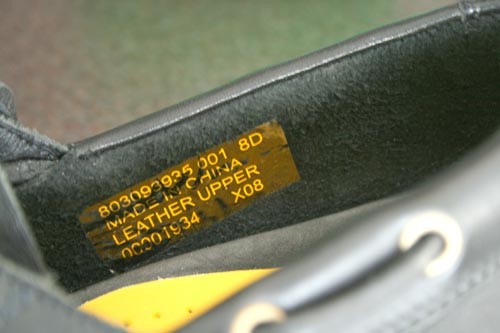 803093935 001 8D
MADE IN CHINA
LEATHER UPPER
00001934 X08